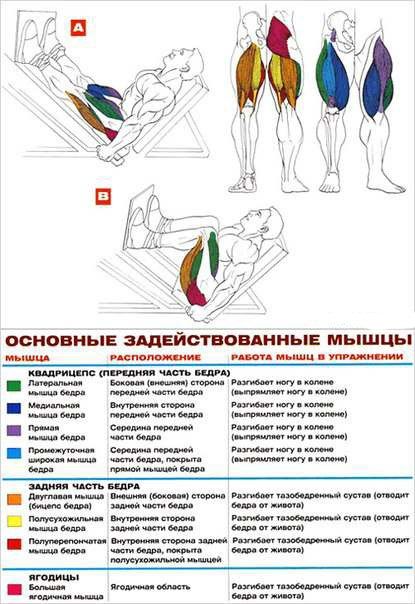 A
B
ОСНОВНЫЕ ЗАДЕЙСТВОВАННЫЕ МЫШЦЫ
МЫШЦА РАСПОЛОЖЕНИЕ РАБОТА МЫШЦ В УПРАЖНЕНИИ
КВАДРИЦЕПС (ПЕРЕДНЯЯ ЧАСТЬ БЕДРА)
Латеральная Боковая (внешняя) сторона Разгибает ногу в колене
мышца бедра передней части бедра (выпрямляет ногу в колене)
Медиальная Внутренняя сторона Разгибает ногу в колене
мышца бедра передней части бедра (выпрямляет ногу в колене)
Прямая Середина передней Разгибает ногу в колене
мышца бедра части бедра (выпрямляет ногу в колене)
Промежуточная Середина передней Разгибает ногу в колене
широкая мышца части бедра, покрыта (выпрямляет ногу в колене)
бедра прямой мышцей бедра
ЗАДНЯЯ ЧАСТЬ БЕДРА
Двуглавая мышца Внешняя (боковая) сторона Разгибает тазобедренный сустав (отводит
(бицепс бедра) задней части бедра бедра от живота)
Полусухожильная Внутренняя сторона Разгибает тазобедренный сустав (отводит
мышца бедра задней части бедра бедра от живота)
Полуперепончатая Внутренняя сторона задней Разгибает тазобедренный сустав (отводит
мышца бедра части бедра, покрыта бедра от живота)
полусухожильной мышцей
ЯГОДИЦЫ
Большая Ягодичная область Разгибает тазобедренный сустав (отводит
ягодичная мышца бедра от живота)